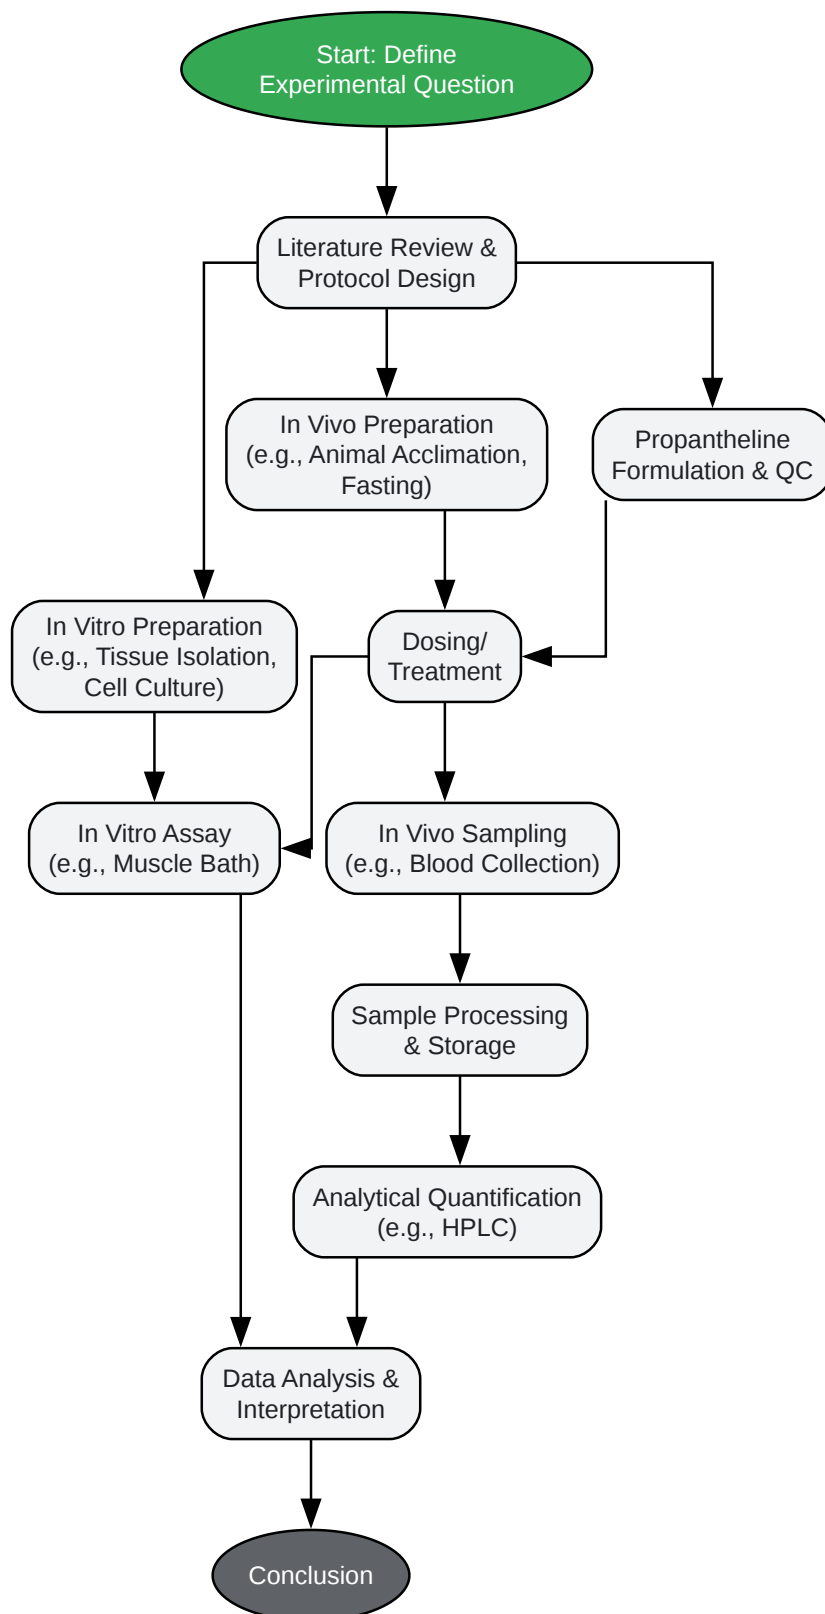 Start: Define
Experimental Question
Literature Review &
Protocol Design
In Vivo Preparation
(e.g., Animal Acclimation,
Fasting)
Propantheline
Formulation & QC
In Vitro Preparation
(e.g., Tissue Isolation,
Cell Culture)
Dosing/
Treatment
In Vitro Assay
(e.g., Muscle Bath)
In Vivo Sampling
(e.g., Blood Collection)
Sample Processing
& Storage
Analytical Quantification
(e.g., HPLC)
Data Analysis &
Interpretation
Conclusion